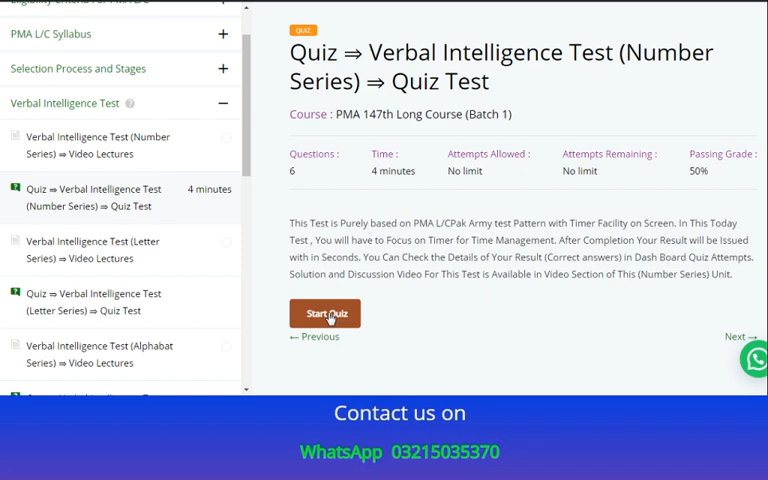 PMA L/C Syllabus
+
Selection Process and Stages
+
Verbal Intelligence Test ?
−
Verbal Intelligence Test (Number
Series) ⇒ Video Lectures
Quiz ⇒ Verbal Intelligence Test
4 minutes
(Number Series) ⇒ Quiz Test
Verbal Intelligence Test (Letter
Series) ⇒ Video Lectures
Quiz ⇒ Verbal Intelligence Test
(Letter Series) ⇒ Quiz Test
Verbal Intelligence Test (Alphabat
Series) ⇒ Video Lectures
QUIZ
Quiz ⇒ Verbal Intelligence Test (Number
Series) ⇒ Quiz Test
Course : PMA 147th Long Course (Batch 1)
Questions : Time : Attempts Allowed : Attempts Remaining : Passing Grade :
6 4 minutes No limit No limit 50%
This Test is Purely based on PMA L/CPak Army test Pattern with Timer Facility on Screen. In This Today
Test , You will have to Focus on Timer for Time Management. After Completion Your Result will be Issued
with in Seconds. You Can Check the Details of Your Result (Correct answers) in Dash Board Quiz Attempts.
Solution and Discussion Video For This Test is Available in Video Section of This (Number Series) Unit.
Start Quiz
← Previous
Next →
Contact us on
WhatsApp 03215035370